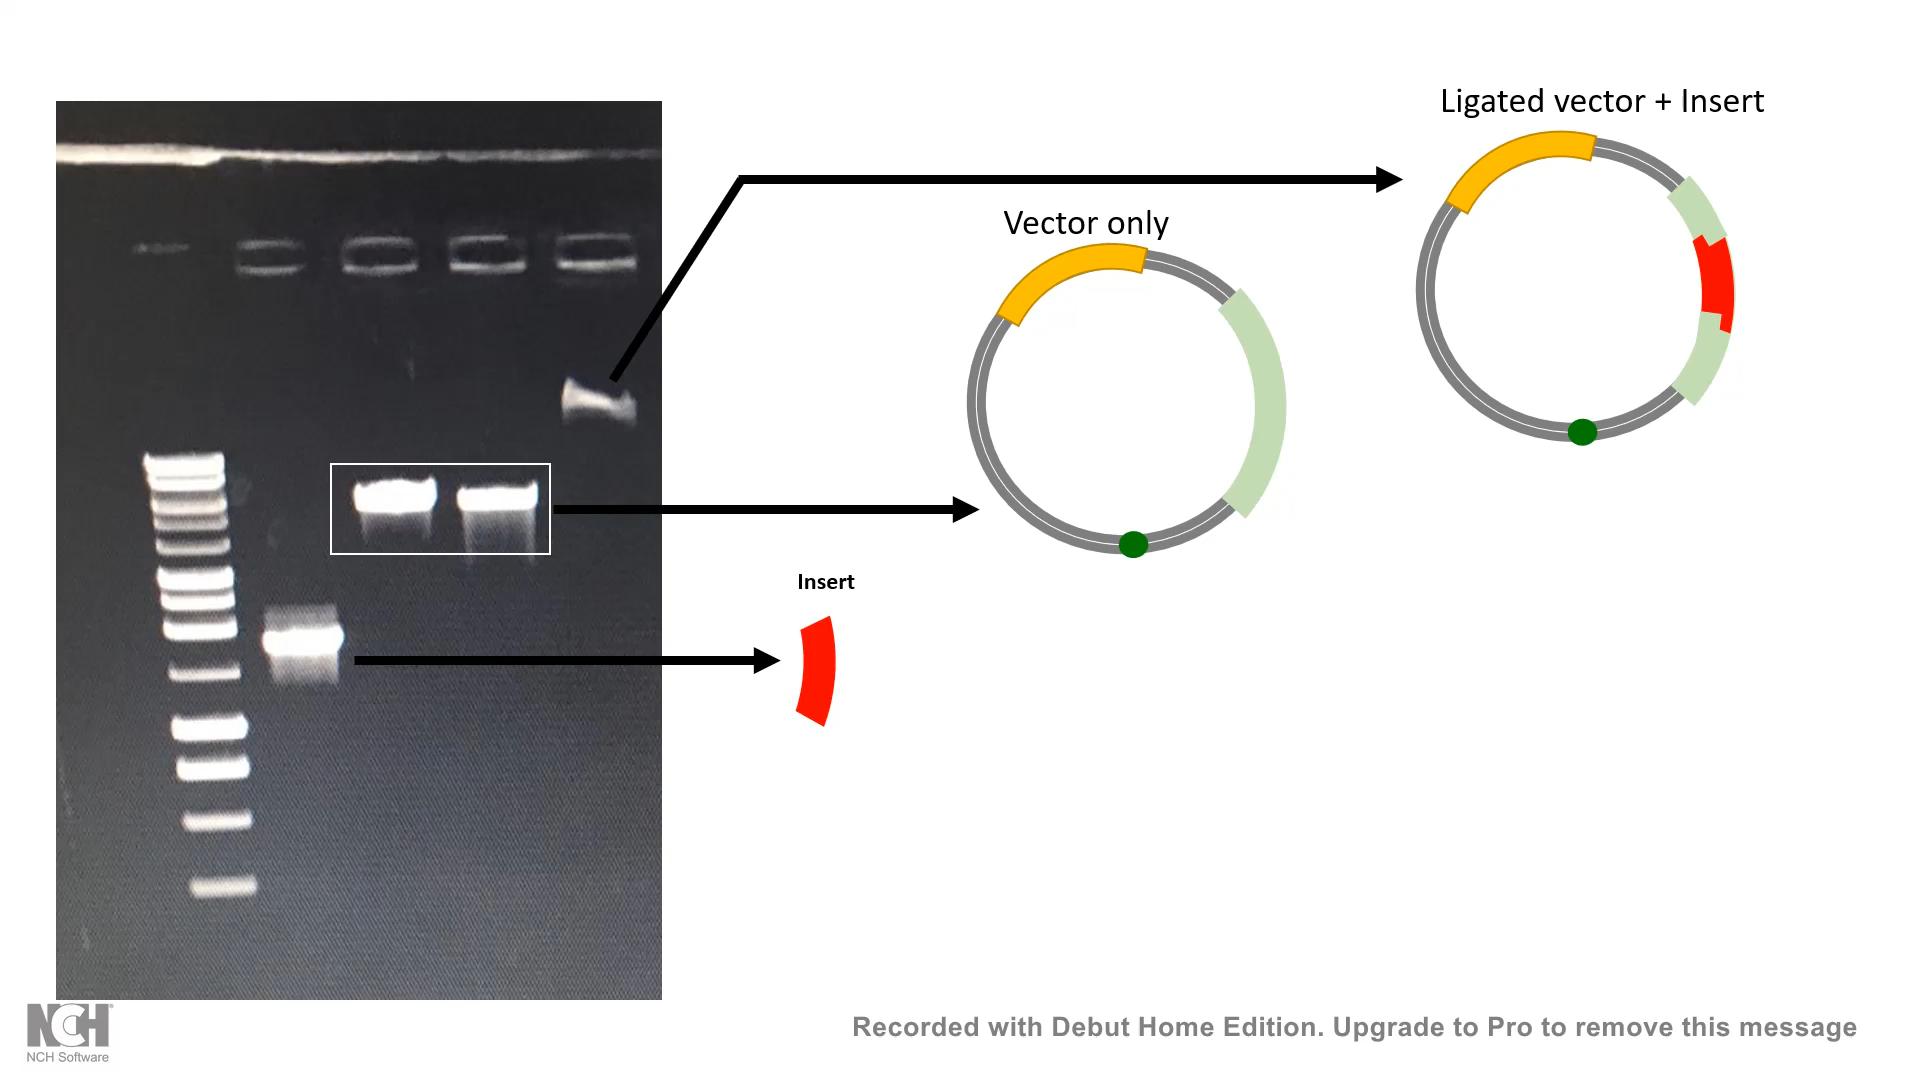 Ligated vector + Insert
Vector only
Insert
NCH
NCH Software
Recorded with Debut Home Edition. Upgrade to Pro to remove this message